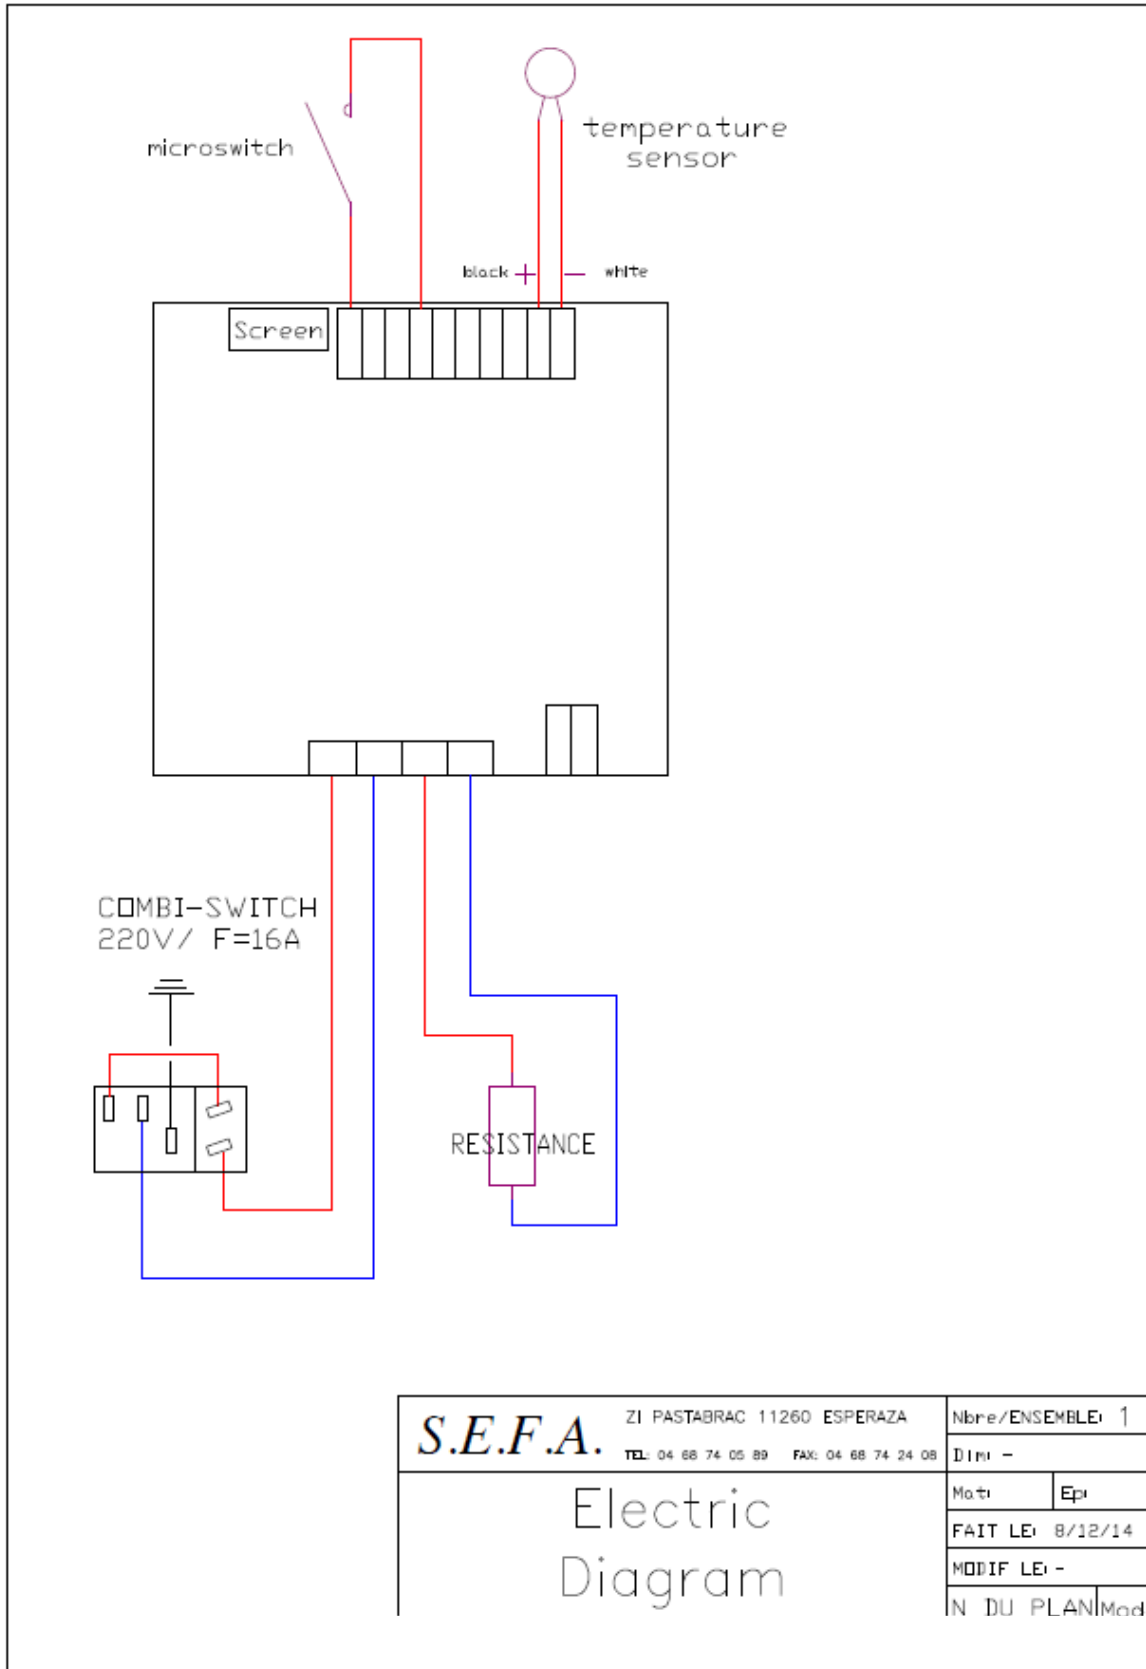 microswitch
temperature
sensor
black + - white
Screen
COMBI-SWITCH
220V/ F=16A
RESISTANCE
S.E.F.A.
ZI PASTABRAC 11260 ESPERAZA
TEL: 04 68 74 05 89 FAX: 04 68 74 24 08
Electric
Diagram
Nbre/ENSEMBLE: 1
Dim: -
Mat: Ep:
FAIT LE: 8/12/14
MODIF LE: -
N DU PLAN Mod